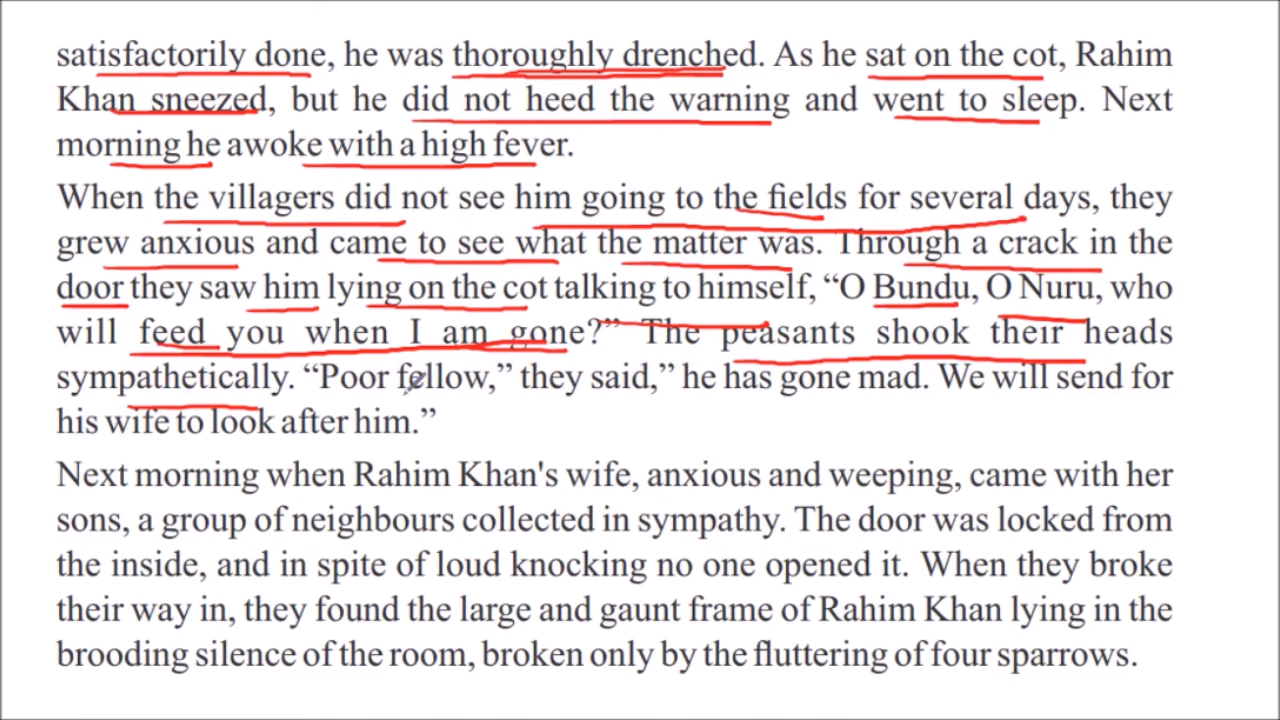 satisfactorily done, he was thoroughly drenched. As he sat on the cot, Rahim
Khan sneezed, but he did not heed the warning and went to sleep. Next
morning he awoke with a high fever.
When the villagers did not see him going to the fields for several days, they
grew anxious and came to see what the matter was. Through a crack in the
door they saw him lying on the cot talking to himself, “O Bundu, O Nuru, who
will feed you when I am gone?” The peasants shook their heads
sympathetically. “Poor fellow,” they said,” he has gone mad. We will send for
his wife to look after him.”
Next morning when Rahim Khan's wife, anxious and weeping, came with her
sons, a group of neighbours collected in sympathy. The door was locked from
the inside, and in spite of loud knocking no one opened it. When they broke
their way in, they found the large and gaunt frame of Rahim Khan lying in the
brooding silence of the room, broken only by the fluttering of four sparrows.